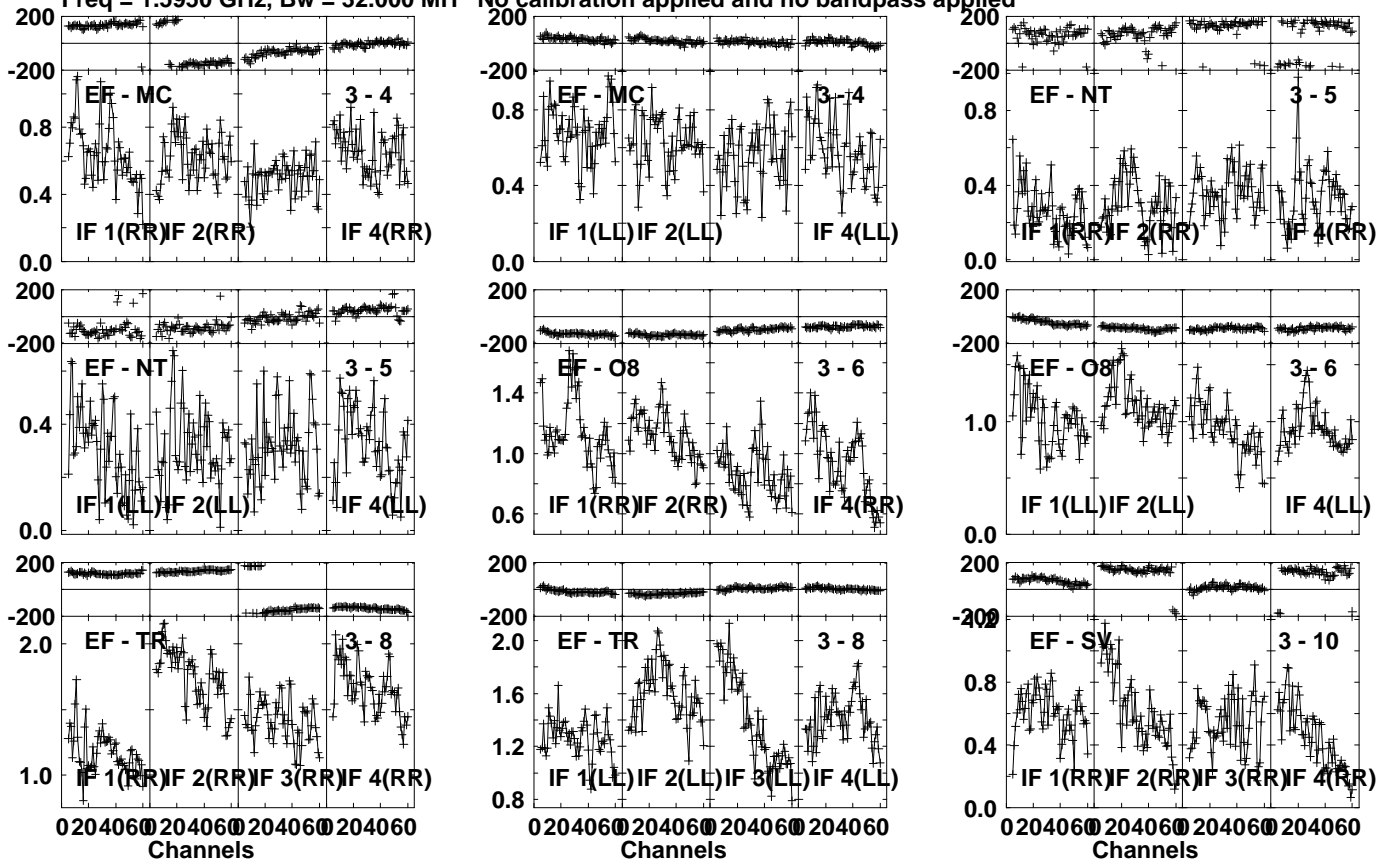 Freq = 1.5950 GHz, Bw = 32.000 MH No calibration applied and no bandpass applied
200
-200
EF - MC 3 - 4
0.8
0.4
0.0
IF 1(RR) IF 2(RR) IF 4(RR)
EF - MC 3 - 4
0.8
0.4
0.0
IF 1(LL) IF 2(LL) IF 4(LL)
200
-200
EF - NT 3 - 5
0.8
0.4
0.0
IF 1(RR) IF 2(RR) IF 4(RR)
200
-200
EF - NT 3 - 5
0.4
0.0
IF 1(LL) IF 2(LL) IF 4(LL)
200
-200
EF - O8 3 - 6
1.4
1.0
0.6
IF 1(RR) IF 2(RR) IF 4(RR)
200
-200
EF - O8 3 - 6
1.0
0.0
IF 1(LL) IF 2(LL) IF 4(LL)
200
-200
EF - TR 3 - 8
2.0
1.0
IF 1(RR) IF 2(RR) IF 3(RR) IF 4(RR)
0 204060 0 204060 0 204060 0 204060
Channels
200
-200
EF - TR 3 - 8
2.0
1.6
1.2
0.8
IF 1(LL) IF 2(LL) IF 3(LL) IF 4(LL)
0 204060 0 204060 0 204060 0 204060
Channels
200
-200
1.2
EF - SV 3 - 10
0.8
0.4
0.0
IF 1(RR) IF 2(RR) IF 3(RR) IF 4(RR)
0 204060 0 204060 0 204060 0 204060
Channels